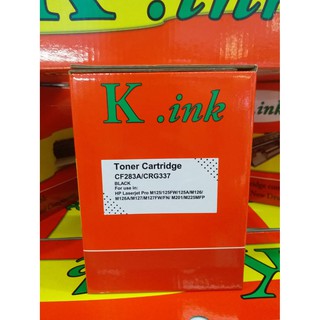 K.ink
Toner Cartridge
CF283A/CRG337
BLACK
For use in:
HP Laserjet Pro M125/125FW/125A/M126/
M126A/M127/M127FW/FN/ M201/M225MFP
ink